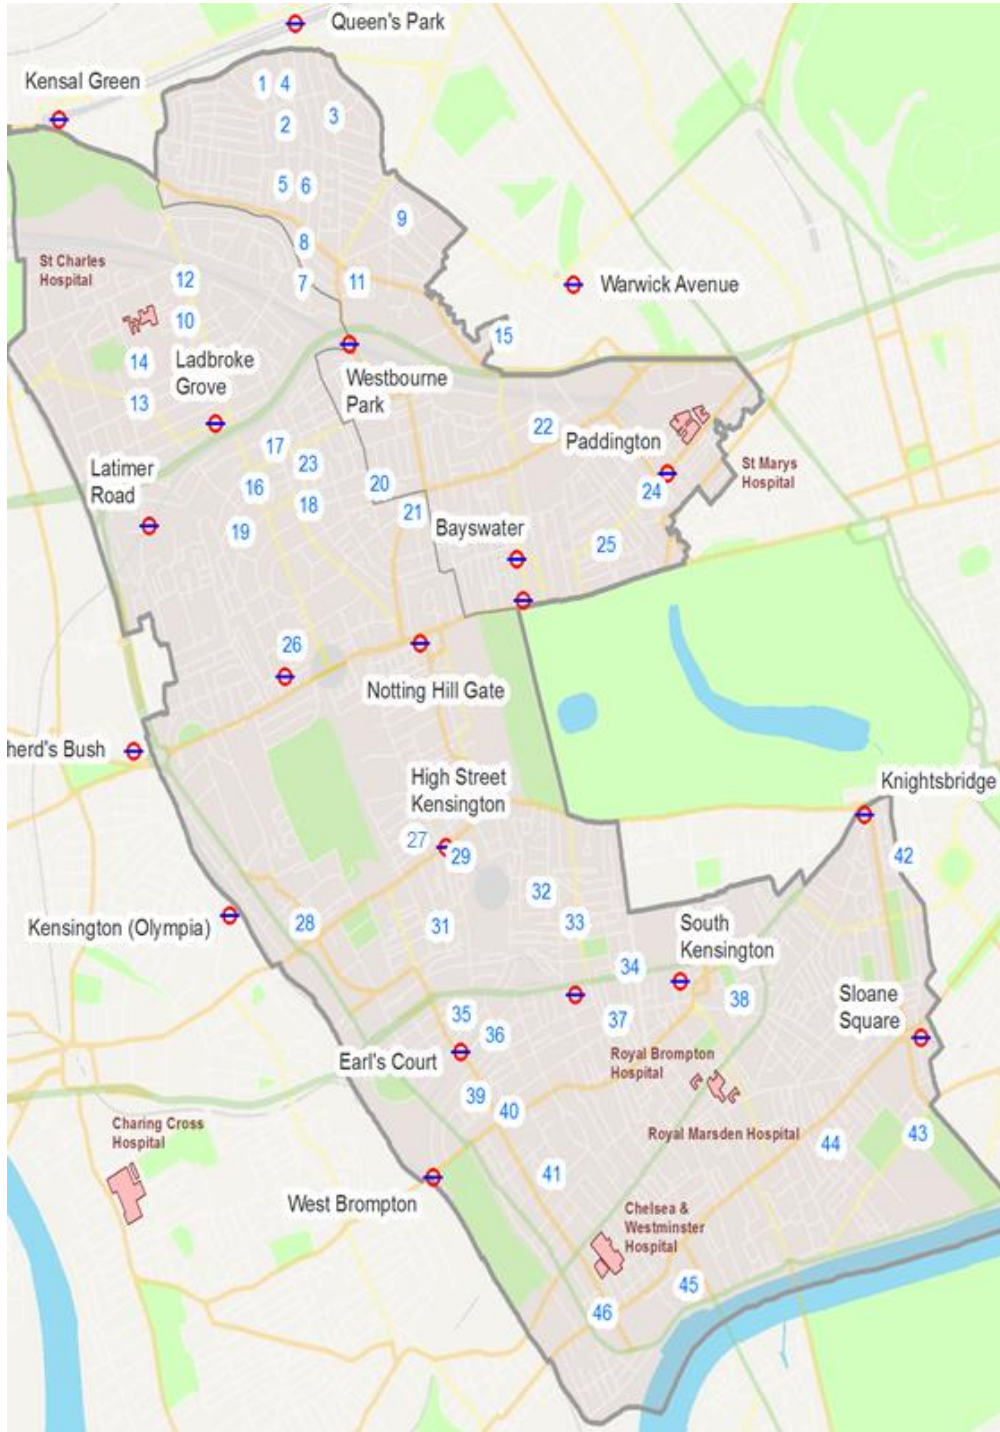 Queen's Park
Kensal Green
1
4
3
2
5
6
9
8
St Charles
Hospital
12
7
11
Warwick Avenue
10
15
14
Ladbroke
Grove
Westbourne
Park
13
22
Paddington
17
23
St Marys
Hospital
Latimer
Road
16
20
24
18
21
19
Bayswater
25
26
Notting Hill Gate
herd's Bush
High Street
Kensington
Knightsbridge
27
29
42
32
28
Kensington (Olympia)
31
33
South
Kensington
34
38
Sloane
Square
35
36
37
Earl's Court
Royal Brompton
Hospital
39
40
Charing Cross
Hospital
Royal Marsden Hospital
44
43
41
West Brompton
Chelsea &
Westminster
Hospital
45
46